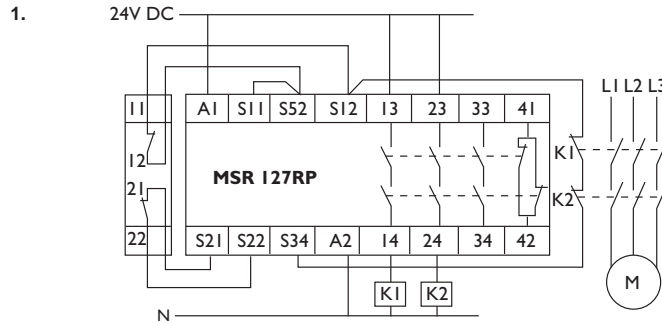 1.
24V DC
L1 L2 L3
11 A1 S11 S52 S12 13 23 33 41
12
K1
MSR 127RP
21
K2
22 S21 S22 S34 A2 14 24 34 42
K1 K2
M
N